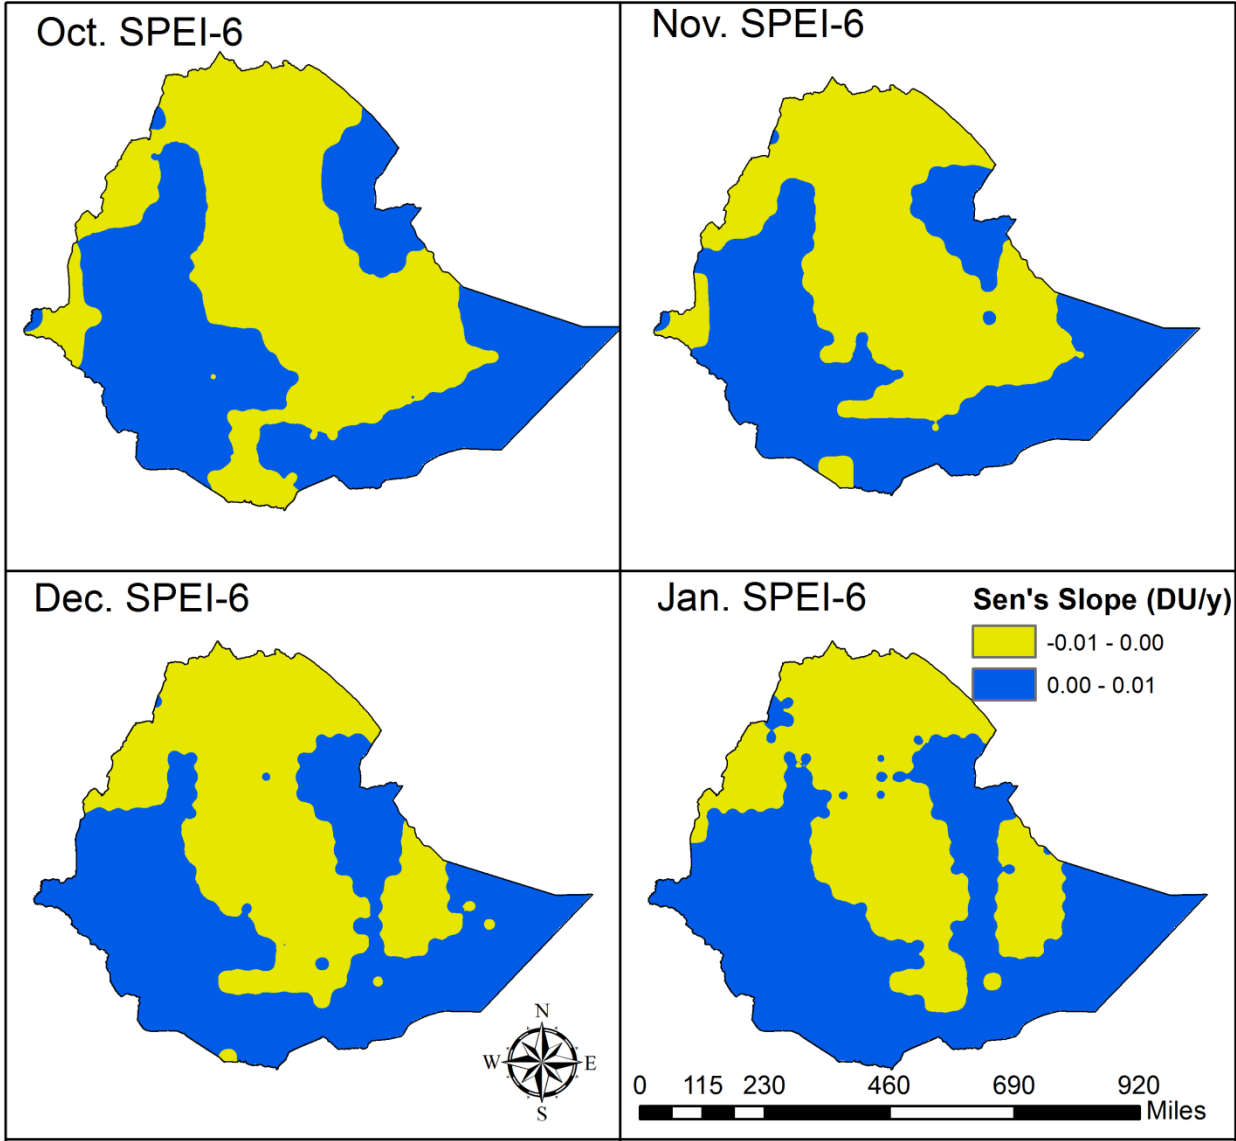 Oct. SPEI-6
Nov. SPEI-6
Dec. SPEI-6
Jan. SPEI-6
Sen's Slope (DU/y)
-0.01 - 0.00
0.00 - 0.01
N
W
E
S
0 115 230 460 690 920
Miles